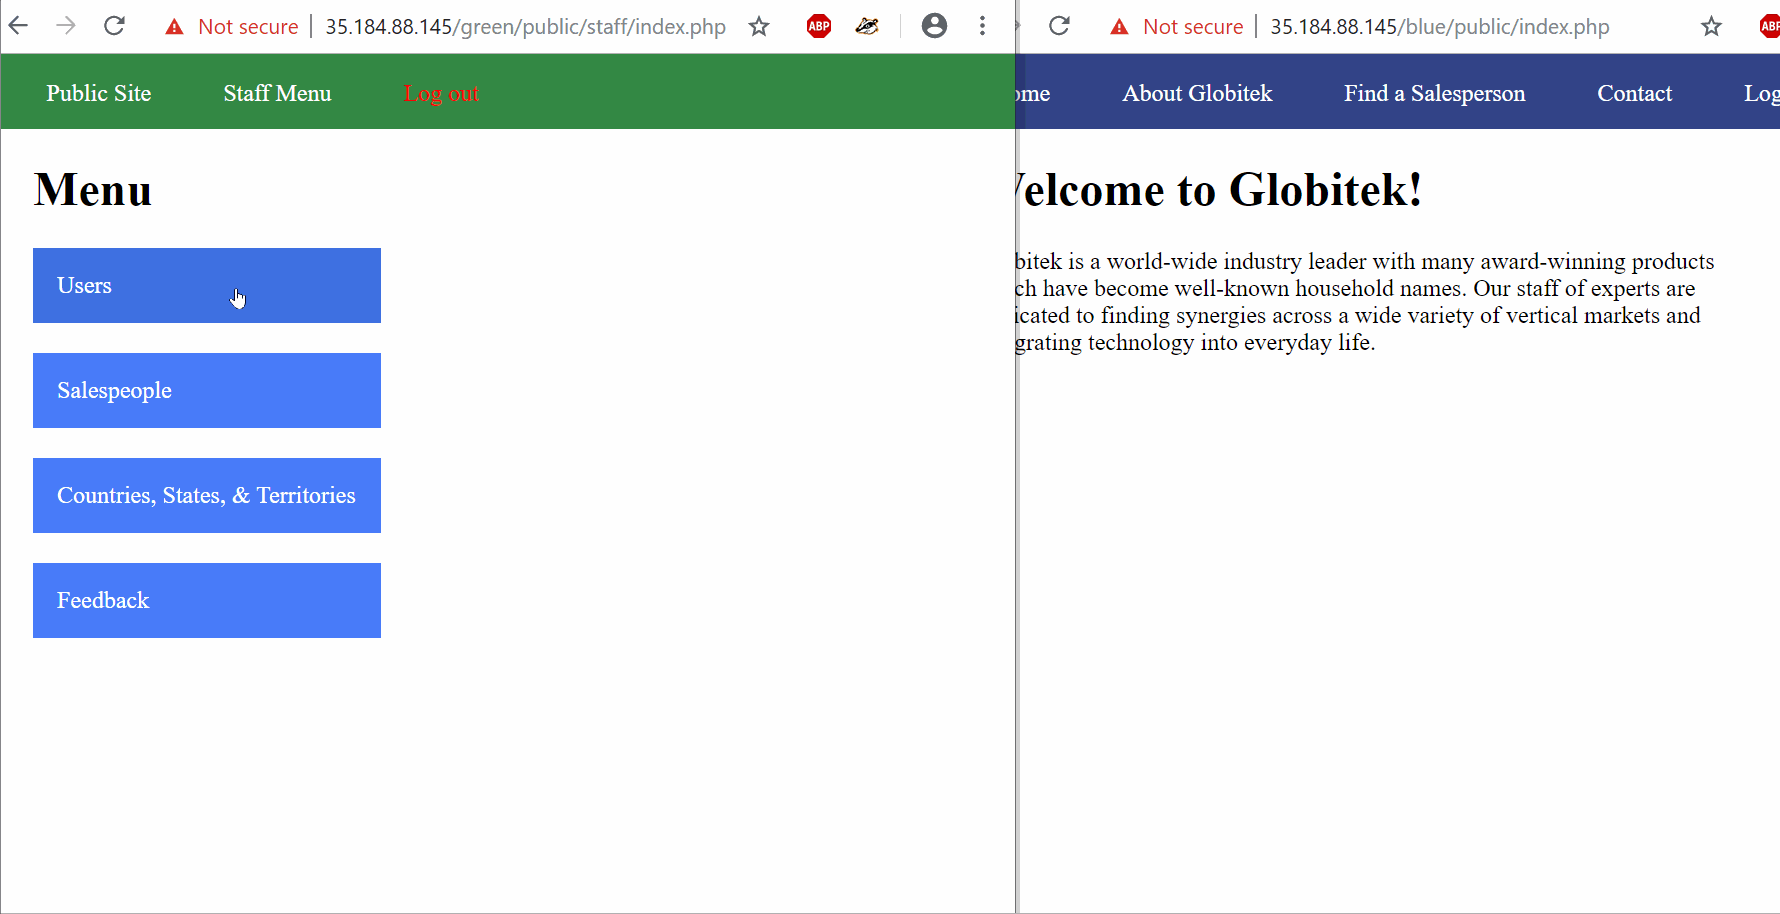 Not secure | 35.184.88.145/green/public/staff/index.php
ABP
Public Site Staff Menu Log out
Menu
Users
Salespeople
Countries, States, & Territories
Feedback
Not secure | 35.184.88.145/blue/public/index.php
ABP
ome About Globitek Find a Salesperson Contact Log
Velcome to Globitek!
bitek is a world-wide industry leader with many award-winning products
ch have become well-known household names. Our staff of experts are
icated to finding synergies across a wide variety of vertical markets and
grating technology into everyday life.